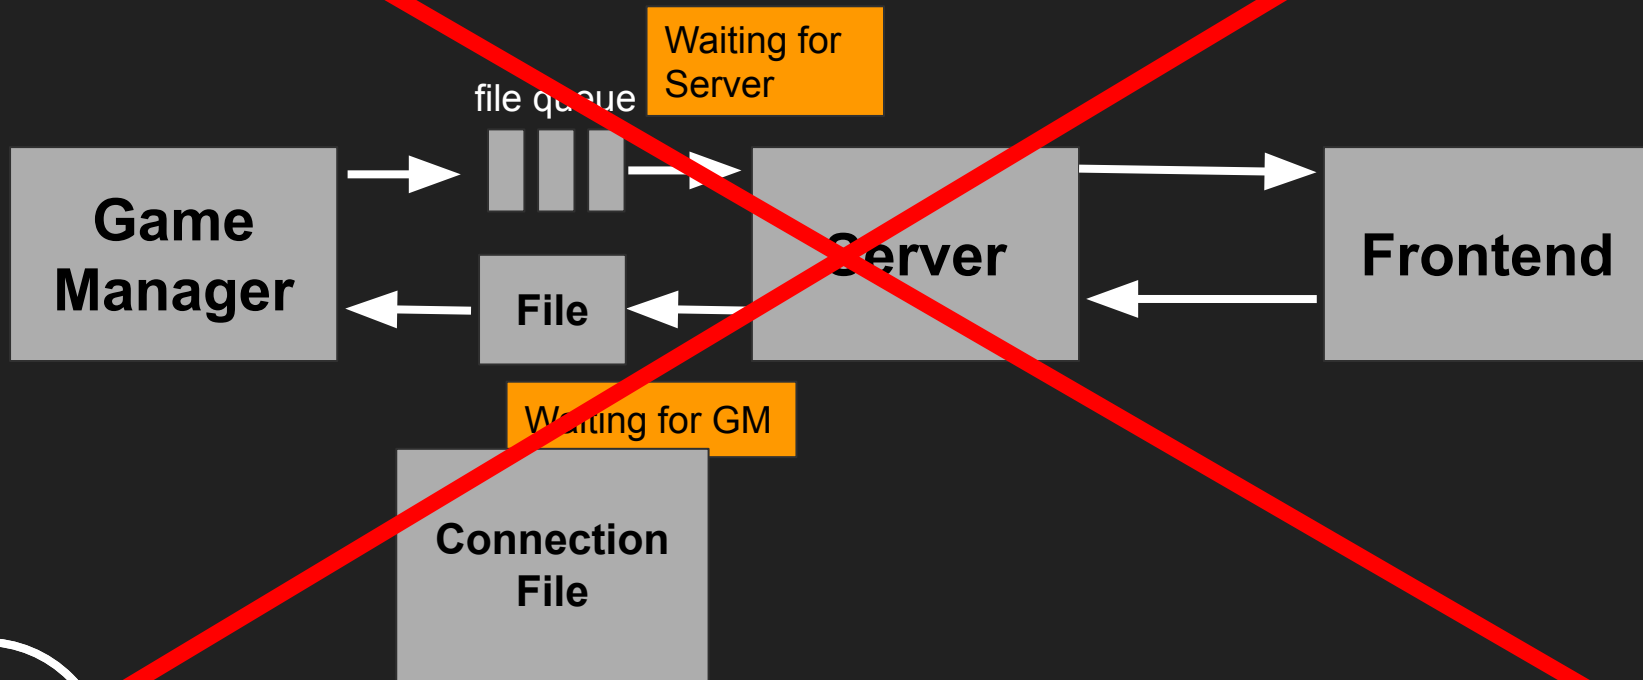 Waiting for
Server
file queue
Game
Manager
Server
Frontend
File
Waiting for GM
Connection
File